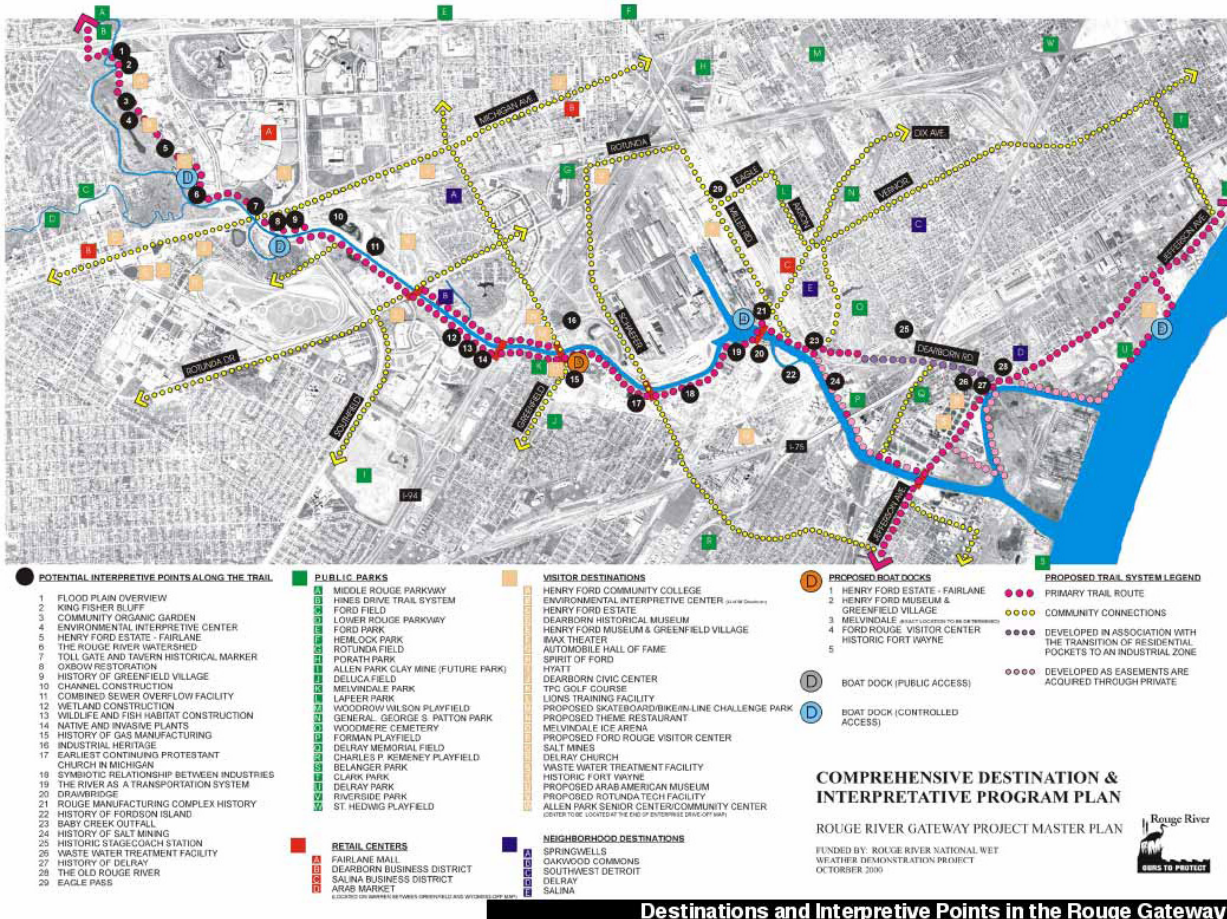 MICHIGAN AVE.
ROTUNDA
DIX AVE.
EAGLE
VERNOR
AKRON
MILLER RD.
JEFFERSON AVE.
SCHAEFER
ROTUNDA DR.
SOUTHFIELD
GREENFIELD
DEARBORN RD.
I-75
I-94
JEFFERSON AVE.
POTENTIAL INTERPRETIVE POINTS ALONG THE TRAIL
1 FLOOD PLAIN OVERVIEW
2 KING FISHER BLUFF
3 COMMUNITY ORGANIC GARDEN
4 ENVIRONMENTAL INTERPRETIVE CENTER
5 HENRY FORD ESTATE - FAIRLANE
6 THE ROUGE RIVER WATERSHED
7 TOLL GATE AND TAVERN HISTORICAL MARKER
8 OXBOW RESTORATION
9 HISTORY OF GREENFIELD VILLAGE
10 CHANNEL CONSTRUCTION
11 COMBINED SEWER OVERFLOW FACILITY
12 WETLAND CONSTRUCTION
13 WILDLIFE AND FISH HABITAT CONSTRUCTION
14 NATIVE AND INVASIVE PLANTS
15 HISTORY OF GAS MANUFACTURING
16 INDUSTRIAL HERITAGE
17 EARLIEST CONTINUING PROTESTANT
CHURCH IN MICHIGAN
18 SYMBIOTIC RELATIONSHIP BETWEEN INDUSTRIES
19 THE RIVER AS A TRANSPORTATION SYSTEM
20 DRAWBRIDGE
21 ROUGE MANUFACTURING COMPLEX HISTORY
22 HISTORY OF FORDSON ISLAND
23 BABY CREEK OUTFALL
24 HISTORY OF SALT MINING
25 HISTORIC STAGECOACH STATION
26 WASTE WATER TREATMENT FACILITY
27 HISTORY OF DELRAY
28 THE OLD ROUGE RIVER
29 EAGLE PASS
PUBLIC PARKS
A MIDDLE ROUGE PARKWAY
B HINES DRIVE TRAIL SYSTEM
C FORD FIELD
D LOWER ROUGE PARKWAY
E FORD PARK
F HEMLOCK PARK
G ROTUNDA FIELD
H PORATH PARK
I ALLEN PARK CLAY MINE (FUTURE PARK)
J DELUCA FIELD
K MELVINDALE PARK
L LAPEER PARK
M WOODROW WILSON PLAYFIELD
N GENERAL. GEORGE S. PATTON PARK
O WOODMERE CEMETERY
P FORMAN PLAYFIELD
Q DELRAY MEMORIAL FIELD
R CHARLES P. KEMENEY PLAYFIELD
S BELANGER PARK
T CLARK PARK
U DELRAY PARK
V RIVERSIDE PARK
W ST. HEDWIG PLAYFIELD
RETAIL CENTERS
A FAIRLANE MALL
B DEARBORN BUSINESS DISTRICT
C SALINA BUSINESS DISTRICT
D ARAB MARKET
VISITOR DESTINATIONS
HENRY FORD COMMUNITY COLLEGE
ENVIRONMENTAL INTERPRETIVE CENTER
HENRY FORD ESTATE
DEARBORN HISTORICAL MUSEUM
HENRY FORD MUSEUM & GREENFIELD VILLAGE
IMAX THEATER
AUTOMOBILE HALL OF FAME
SPIRIT OF FORD
HYATT
DEARBORN CIVIC CENTER
TPC GOLF COURSE
LIONS TRAINING FACILITY
PROPOSED SKATEBOARD/BIKE/IN-LINE CHALLENGE PARK
PROPOSED THEME RESTAURANT
MELVINDALE ICE ARENA
PROPOSED FORD ROUGE VISITOR CENTER
SALT MINES
DELRAY CHURCH
WASTE WATER TREATMENT FACILITY
HISTORIC FORT WAYNE
PROPOSED ARAB AMERICAN MUSEUM
PROPOSED ROTUNDA TECH FACILITY
ALLEN PARK SENIOR CENTER/COMMUNITY CENTER
NEIGHBORHOOD DESTINATIONS
A SPRINGWELLS
B OAKWOOD COMMONS
C SOUTHWEST DETROIT
D DELRAY
E SALINA
D PROPOSED BOAT DOCKS
1 HENRY FORD ESTATE - FAIRLANE
2 HENRY FORD MUSEUM &
GREENFIELD VILLAGE
3 MELVINDALE
4 FORD ROUGE VISITOR CENTER
HISTORIC FORT WAYNE
5
D BOAT DOCK (PUBLIC ACCESS)
D BOAT DOCK (CONTROLLED
ACCESS)
PROPOSED TRAIL SYSTEM LEGEND
PRIMARY TRAIL ROUTE
COMMUNITY CONNECTIONS
DEVELOPED IN ASSOCIATION WITH
THE TRANSITION OF RESIDENTIAL
POCKETS TO AN INDUSTRIAL ZONE
DEVELOPED AS EASEMENTS ARE
ACQUIRED THROUGH PRIVATE
COMPREHENSIVE DESTINATION &
INTERPRETATIVE PROGRAM PLAN
ROUGE RIVER GATEWAY PROJECT MASTER PLAN
FUNDED BY: ROUGE RIVER NATIONAL WET
WEATHER DEMONSTRATION PROJECT
OCTOBER 2000
Rouge River
OURS TO PROTECT
Destinations and Interpretive Points in the Rouge Gateway